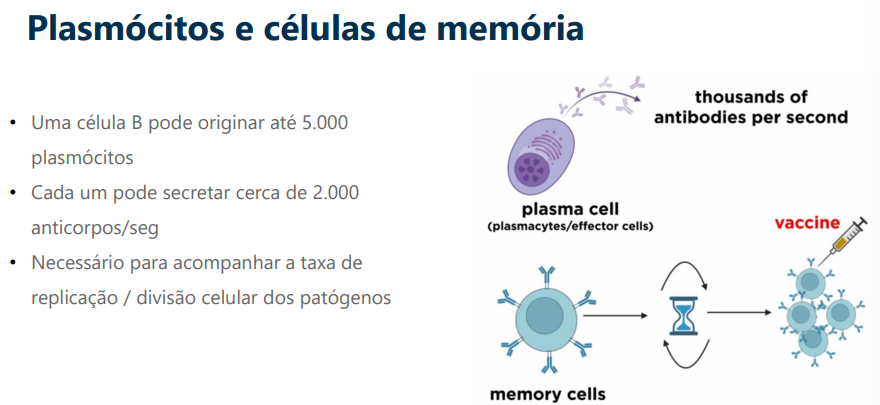 Plasmócitos e células de memória
• Uma célula B pode originar até 5.000
plasmócitos
• Cada um pode secretar cerca de 2.000
anticorpos/seg
• Necessário para acompanhar a taxa de
replicação / divisão celular dos patógenos
thousands of
antibodies per second
plasma cell
(plasmacytes/effector cells)
vaccine
memory cells